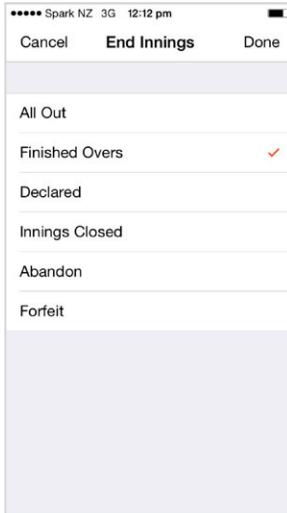 Spark NZ 3G 12:12 pm
Cancel End Innings Done
All Out
Finished Overs
Declared
Innings Closed
Abandon
Forfeit